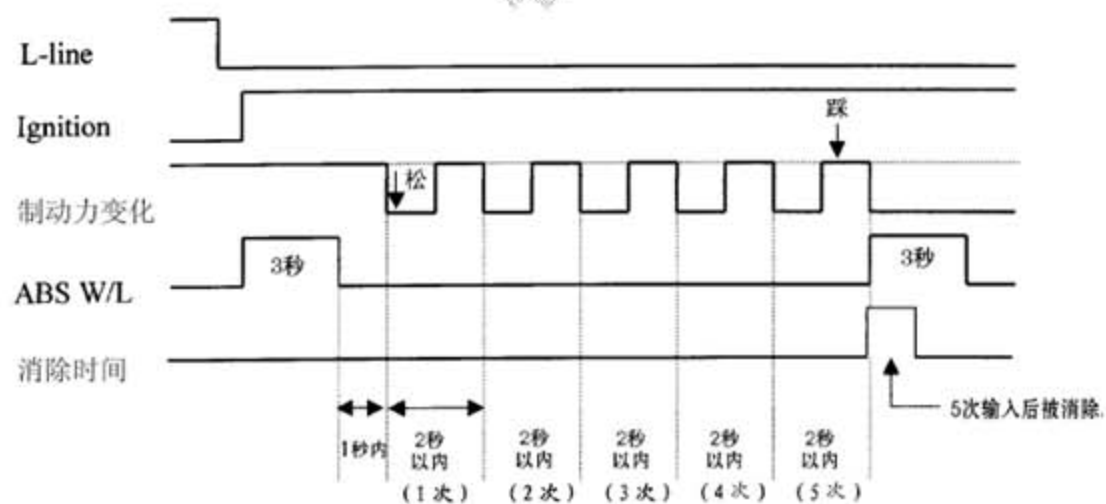 L-line
Ignition
踩
松
制动力变化
3秒
3秒
ABS W/L
消除时间
5次输入后被消除.
1秒内
2秒
以内
(1次)
2秒
以内
(2次)
2秒
以内
(3次)
2秒
以内
(4次)
2秒
以内
(5次)